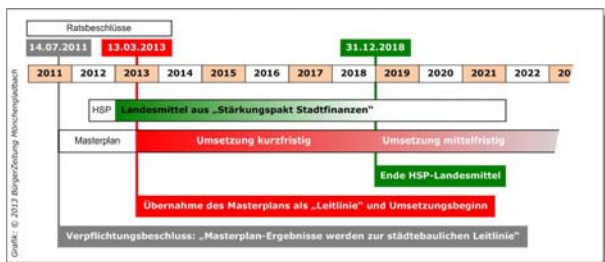 Ratsbeschlüsse
14.07.2011 13.03.2013 31.12.2018
2011 2012 2013 2014 2015 2016 2017 2018 2019 2020 2021 2022 20
HSP Landesmittel aus „Stärkungspakt Stadtfinanzen"
Masterplan Umsetzung kurzfristig Umsetzung mittelfristig
Ende HSP-Landesmittel
Übernahme des Masterplans als „Leitlinie" und Umsetzungsbeginn
Verpflichtungsbeschluss: „Masterplan-Ergebnisse werden zur städtebaulichen Leitlinie"
Grafik: © 2013 BürgerZeitung Mönchengladbach